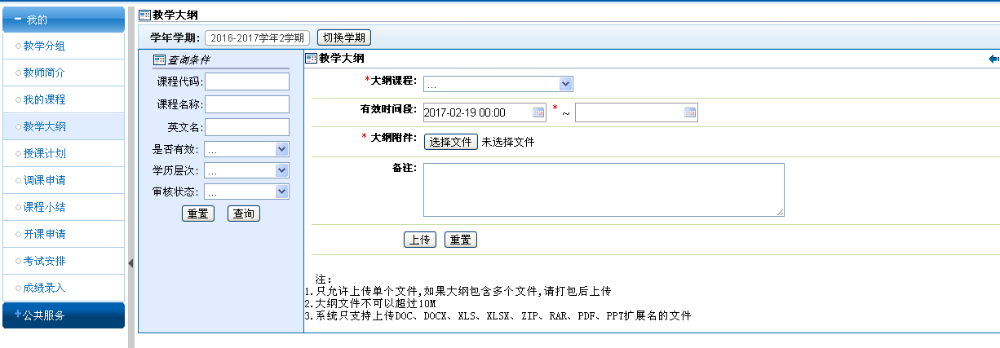 我的
教学分组
教师简介
我的课程
教学大纲
授课计划
调课申请
课程小结
开课申请
考试安排
成绩录入
公共服务
教学大纲
学年学期: 2016-2017学年2学期 切换学期
查询条件
课程代码:
课程名称:
英文名:
是否有效: ...
学历层次: ...
审核状态: ...
重置 查询
教学大纲
*大纲课程: ...
有效时间段: 2017-02-19 00:00 * ~
* 大纲附件: 选择文件 未选择文件
备注:
上传 重置
注:
1.只允许上传单个文件,如果大纲包含多个文件,请打包后上传
2.大纲文件不可以超过10M
3.系统只支持上传DOC、DOCX、XLS、XLSX、ZIP、RAR、PDF、PPT扩展名的文件